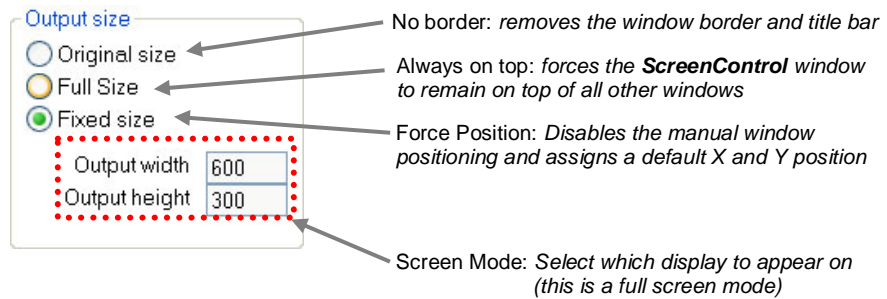 Output size
Original size
Full Size
Fixed size
Output width 600
Output height 300
No border: removes the window border and title bar
Always on top: forces the ScreenControl window
to remain on top of all other windows
Force Position: Disables the manual window
positioning and assigns a default X and Y position
Screen Mode: Select which display to appear on
(this is a full screen mode)